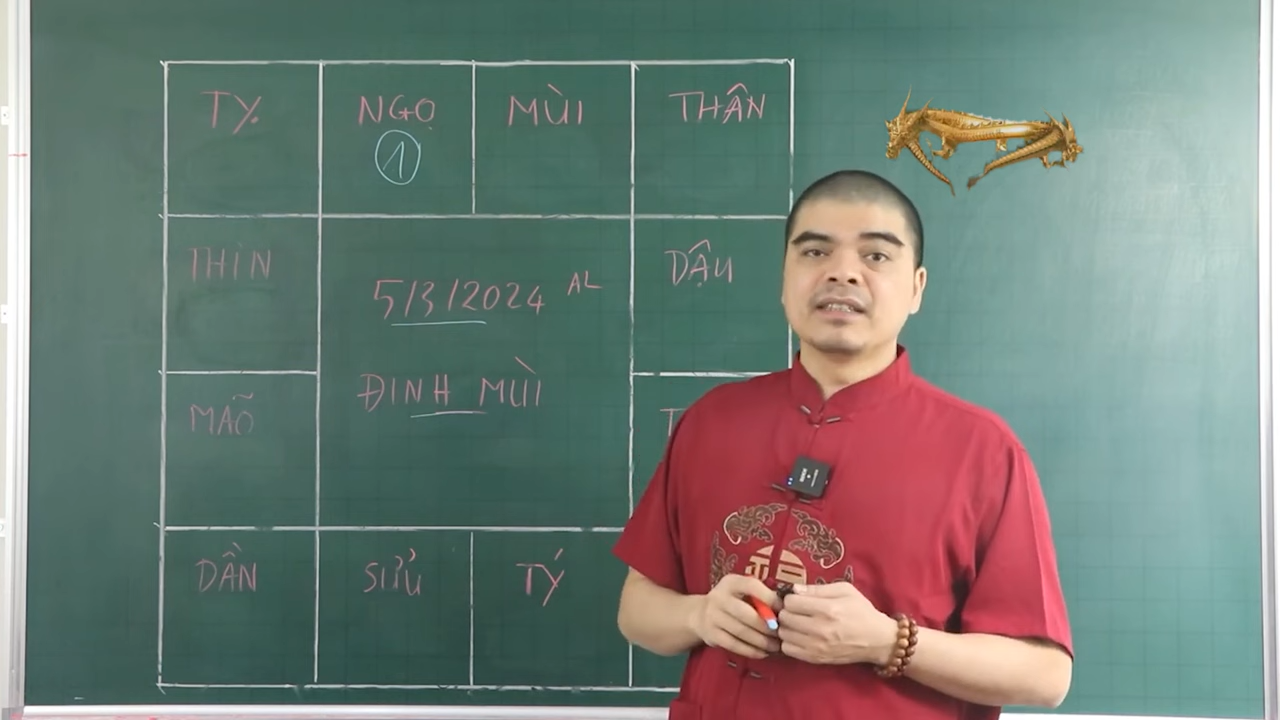 TỴ
NGỌ
MÙI
THÂN
1
THÌN
DẬU
5/3/2024 AL
MÃO
ĐINH MÙI
T
DẦN
SỬU
TÝ